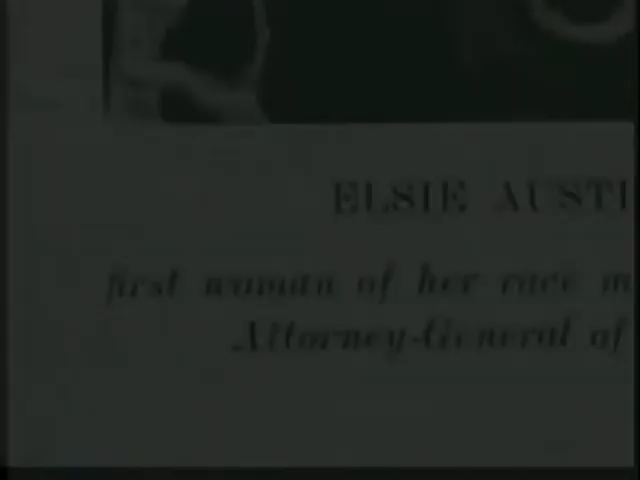 ELSIE AUSTI
first woman of her race m
Attorney-General of